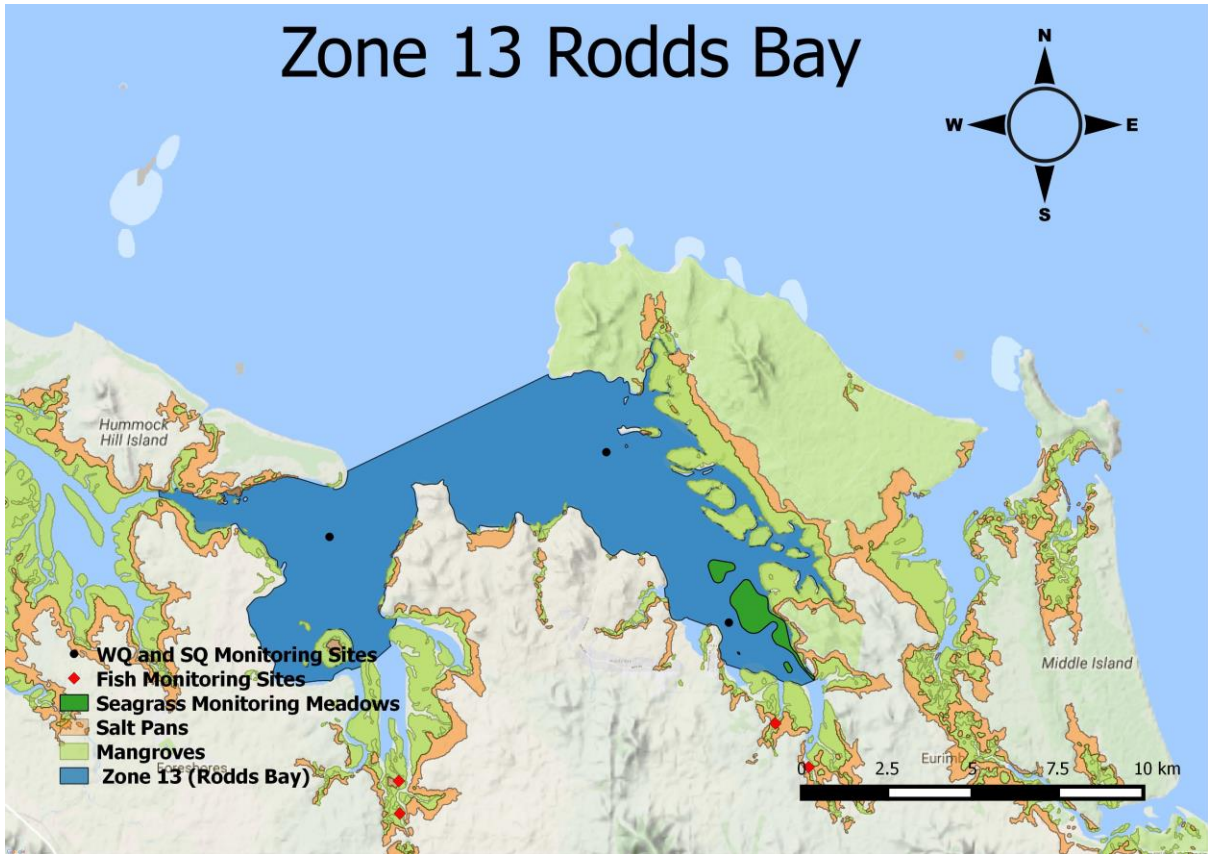 Zone 13 Rodds Bay
N
W
E
S
Hummock
Hill Island
WQ and SQ Monitoring Sites
Fish Monitoring Sites
Seagrass Monitoring Meadows
Salt Pans
Mangroves
Zone 13 (Rodds Bay)
Foreshores
Middle Island
0
2.5
5
7.5
10 km